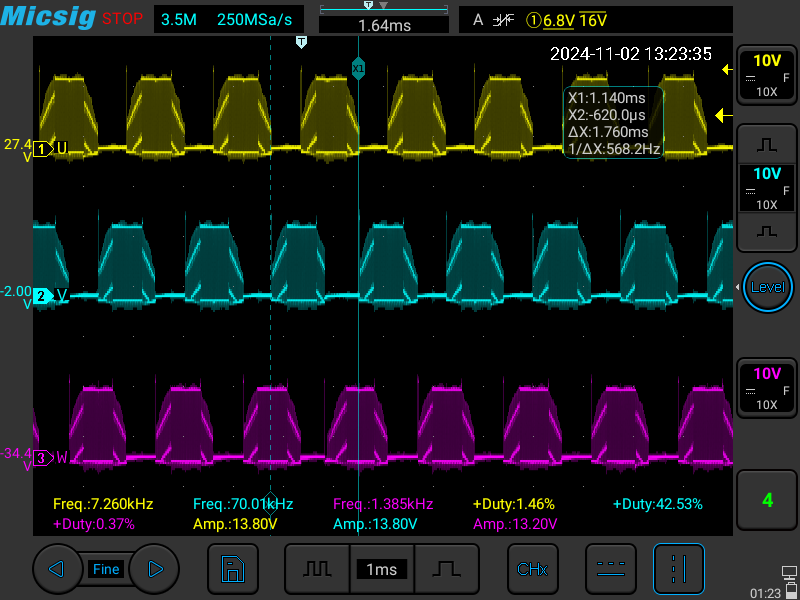 Micsig STOP 3.5M 250MSa/s T 1.64ms A 1 6.8V 16V
2024-11-02 13:23:35
T
X1
X1:1.140ms
X2:-620.0μs
ΔX:1.760ms
1/ΔX:568.2Hz
27.4
V
1 U
-2.00
V
2 V
-34.4
V
3 W
10V
F
10X
10V
F
10X
Level
10V
F
10X
4
Freq.:7.260kHz Freq.:70.01kHz Freq.:1.385kHz +Duty:1.46% +Duty:42.53%
+Duty:0.37% Amp.:13.80V Amp.:13.80V Amp.:13.20V
Fine 1ms CHx
01:23